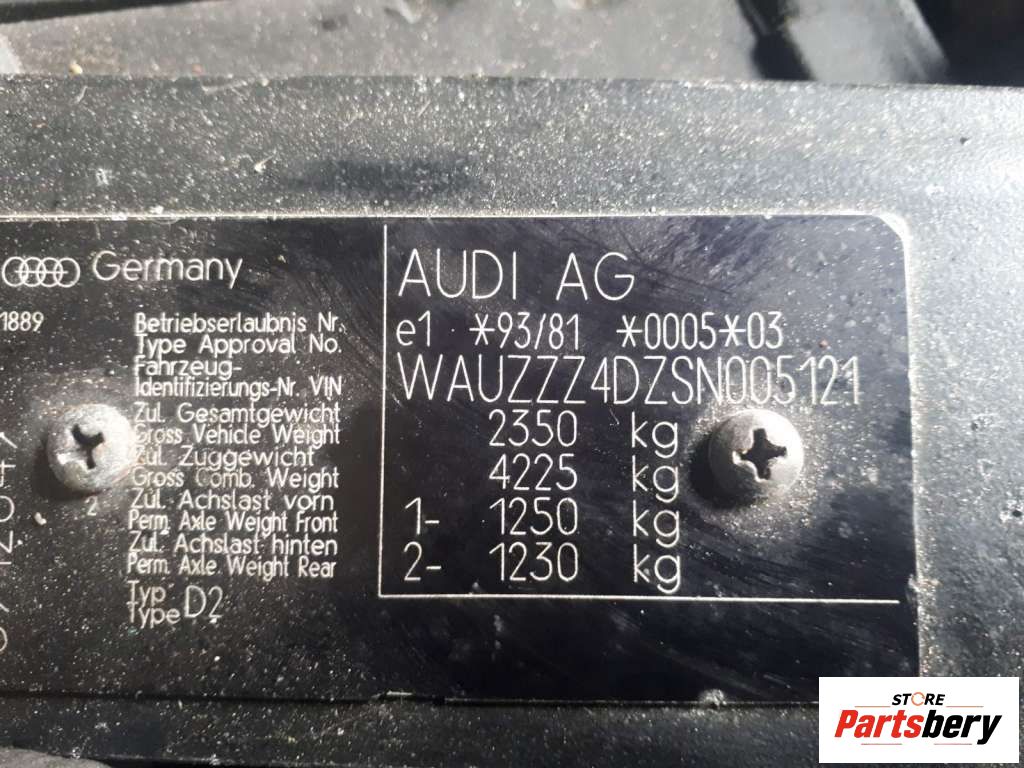 Germany
AUDI AG
1889
Betriebserlaubnis Nr.
Type Approval No.
e1 *93/81 *0005*03
Fahrzeug-
Identifizierungs-Nr. VIN
WAUZZZ4DZSN005121
Zul. Gesamtgewicht
Gross Vehicle Weight
2350 kg
Zul. Zuggewicht
Gross Comb. Weight
4225 kg
Zul. Achslast vorn
Perm. Axle Weight Front
1- 1250 kg
Zul. Achslast hinten
Perm. Axle Weight Rear
2- 1230 kg
Typ
Type D2
2
STORE
Partsbery